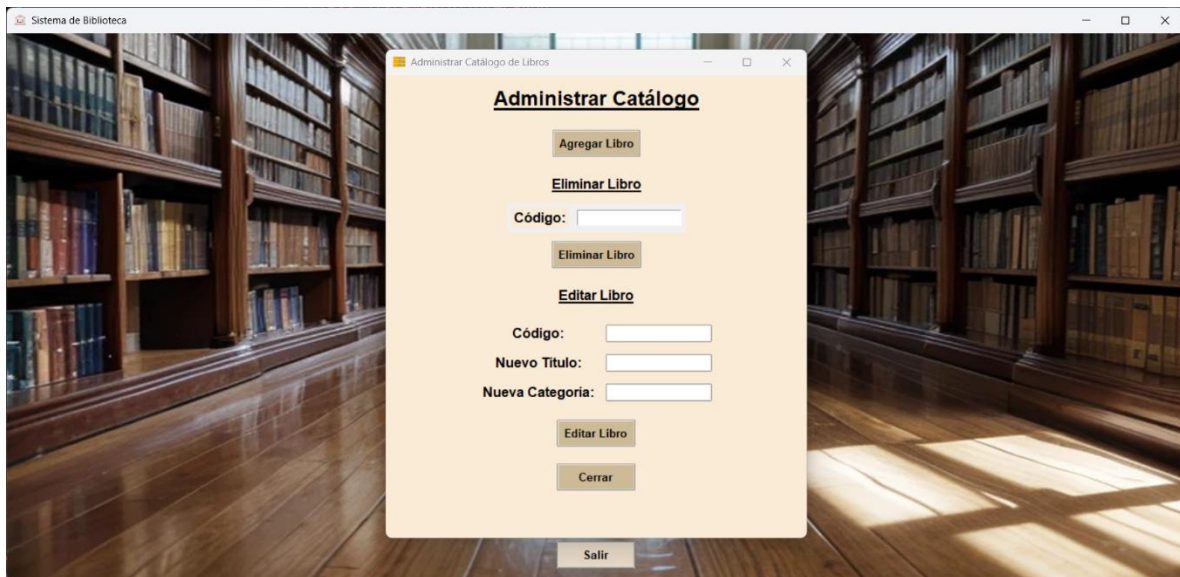 Sistema de Biblioteca
Administrar Catálogo de Libros
Administrar Catálogo
Agregar Libro
Eliminar Libro
Código:
Eliminar Libro
Editar Libro
Código:
Nuevo Titulo:
Nueva Categoria:
Editar Libro
Cerrar
Salir